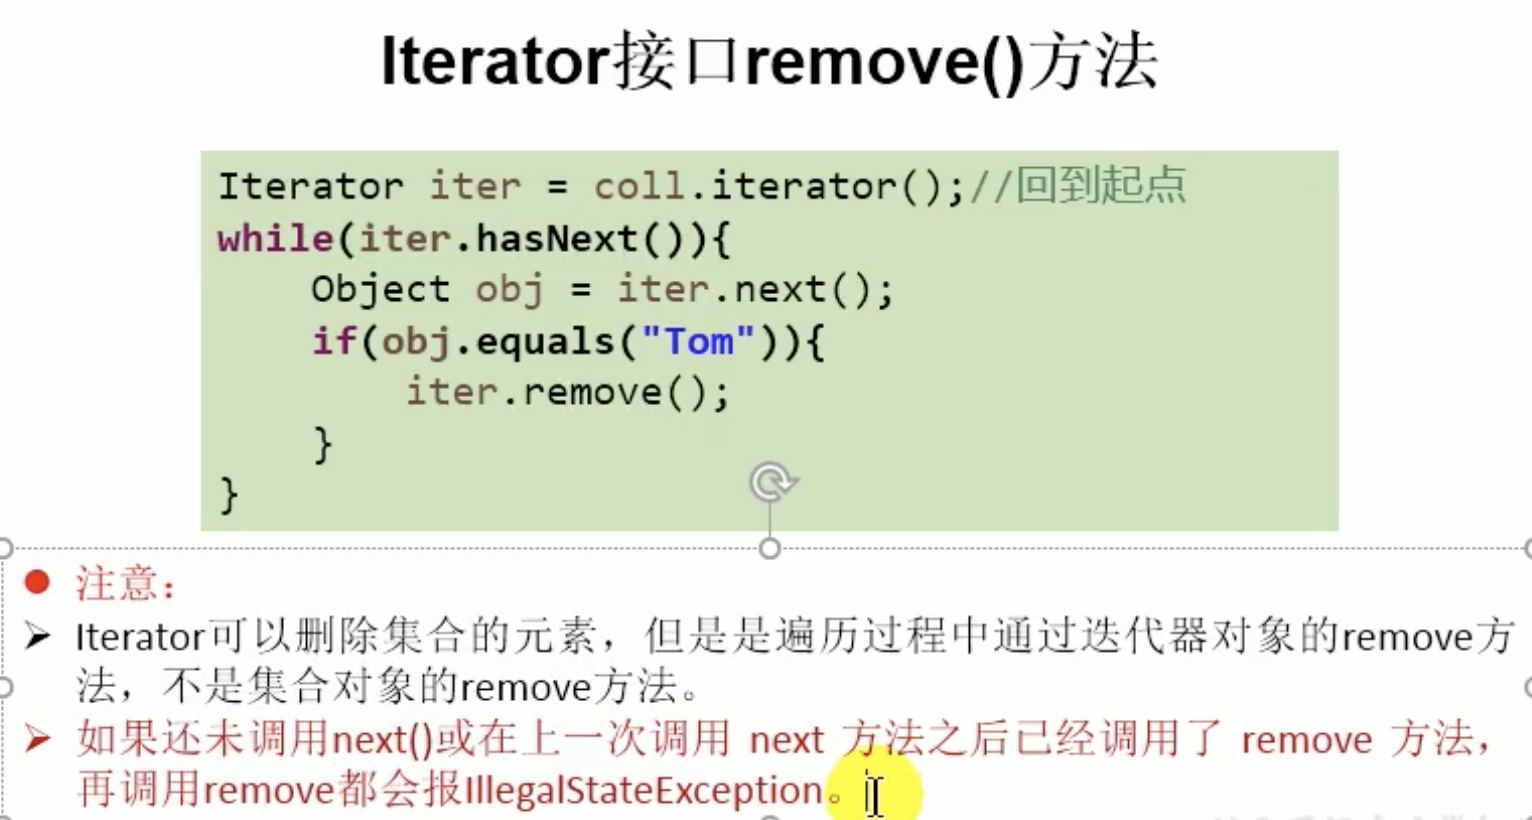 Iterator接口remove()方法
Iterator iter = coll.iterator();//回到起点
while(iter.hasNext()){
Object obj = iter.next();
if(obj.equals("Tom")){
iter.remove();
}
}
注意：
Iterator可以删除集合的元素，但是是遍历过程中通过迭代器对象的remove方
法，不是集合对象的remove方法。
如果还未调用next()或在上一次调用 next 方法之后已经调用了 remove 方法，
再调用remove都会报IllegalStateException。